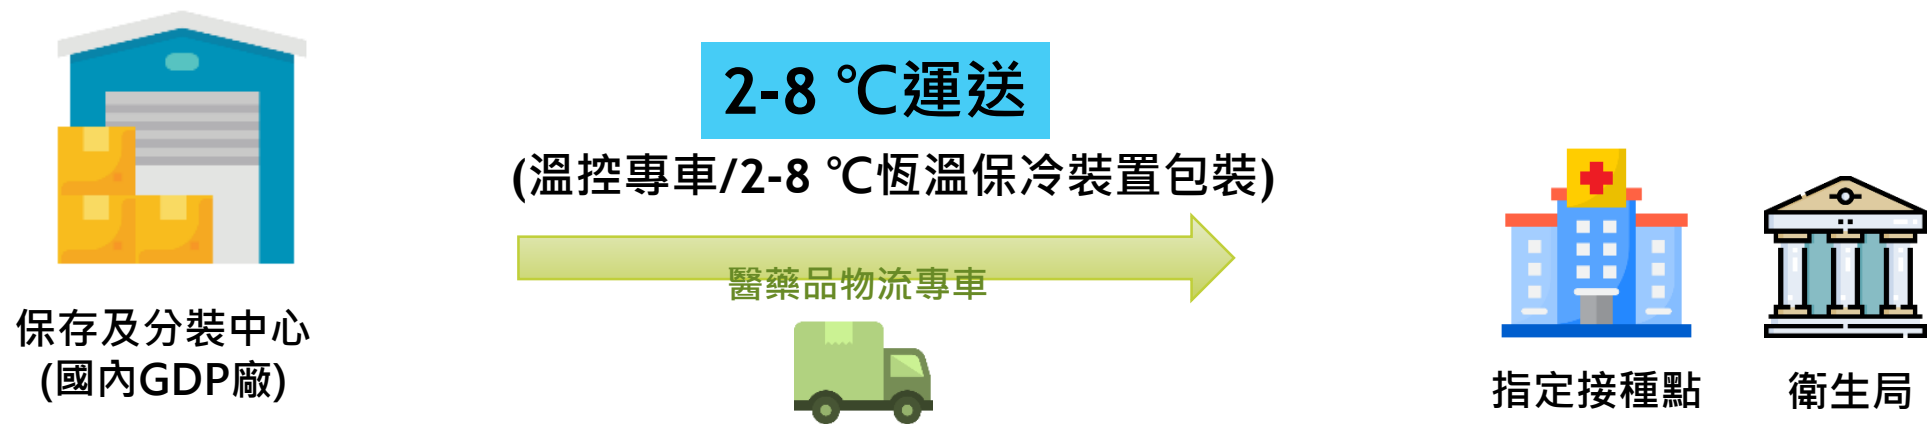 2-8 ℃運送
(溫控專車/2-8 ℃恆溫保冷裝置包裝)
醫藥品物流專車
保存及分裝中心
(國內GDP廠)
指定接種點
衛生局